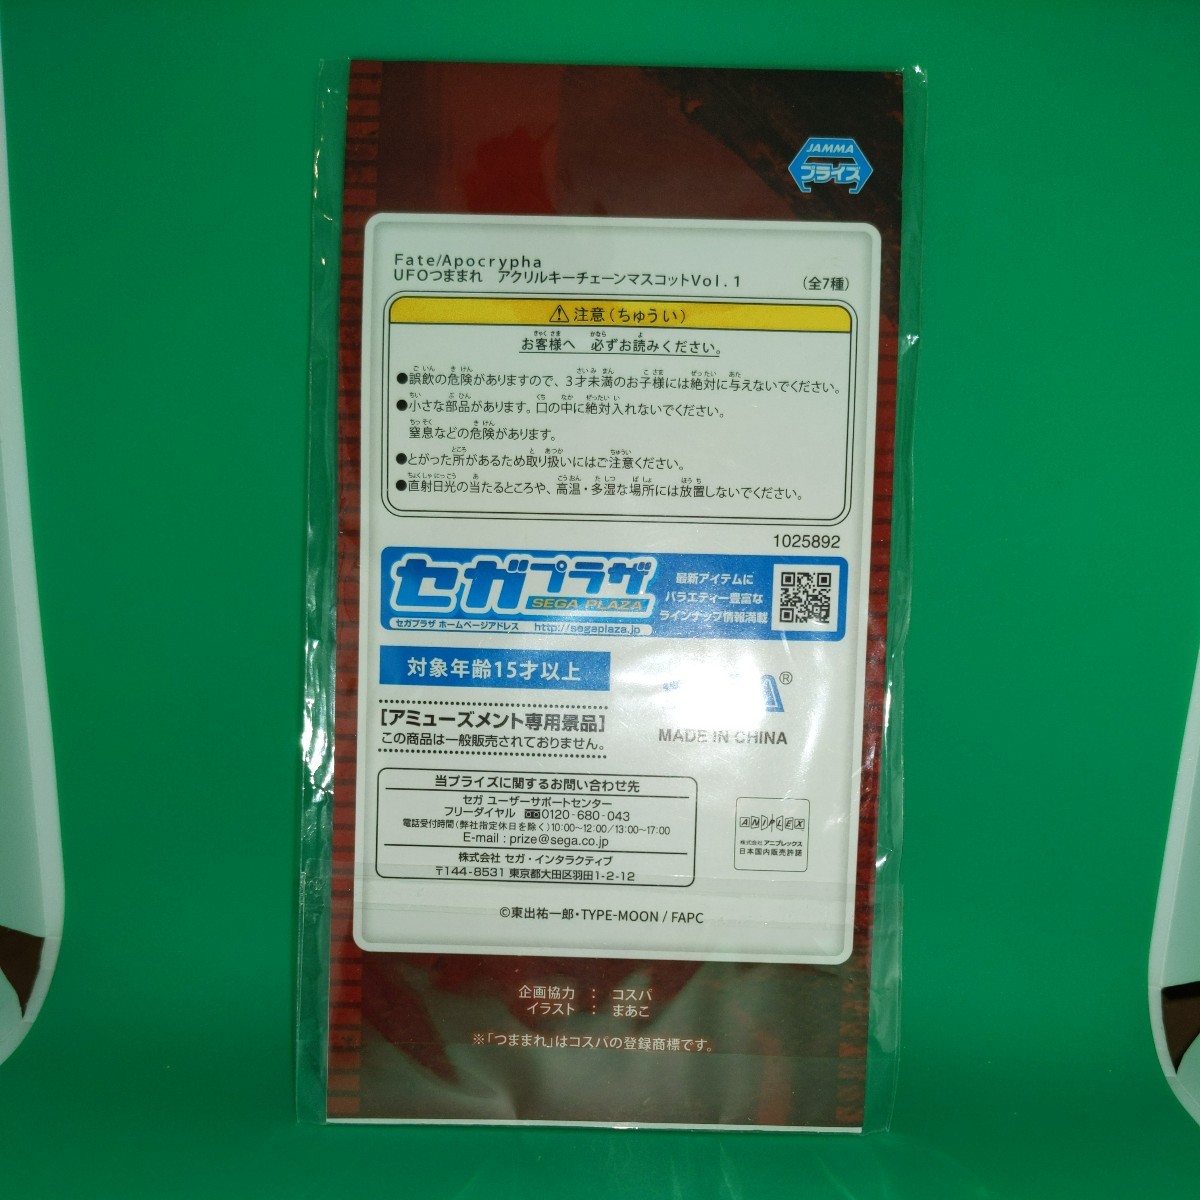 JAMMA
プライズ
Fate/Apocrypha
UFOつままれ アクリルキーチェーンマスコットVol.1 (全7種)
⚠注意(ちゅうい)
お客様へ 必ずお読みください。
●誤飲の危険がありますので、3才未満のお子様には絶対に与えないでください。
●小さな部品があります。口の中に絶対入れないでください。
窒息などの危険があります。
●とがった所があるため取り扱いにはご注意ください。
●直射日光の当たるところや、高温・多湿な場所には放置しないでください。
1025892
セガプラザ
SEGA PLAZA
セガプラザ ホームページアドレス http://segaplaza.jp
最新アイテムに
バラエティー豊富な
ラインナップ情報満載
対象年齢15才以上
®
[アミューズメント専用景品]
この商品は一般販売されておりません。
MADE IN CHINA
当プライズに関するお問い合わせ先
セガ ユーザーサポートセンター
フリーダイヤル 0120-680-043
電話受付時間(弊社指定休日を除く)10:00~12:00/13:00~17:00
E-mail : prize@sega.co.jp
株式会社 セガ・インタラクティブ
〒144-8531 東京都大田区羽田1-2-12
ANIPLEX
株式会社 アニプレックス
日本国内販売許諾
©東出祐一郎・TYPE-MOON / FAPC
企画協力 : コスパ
イラスト : まあこ
※「つままれ」はコスパの登録商標です。